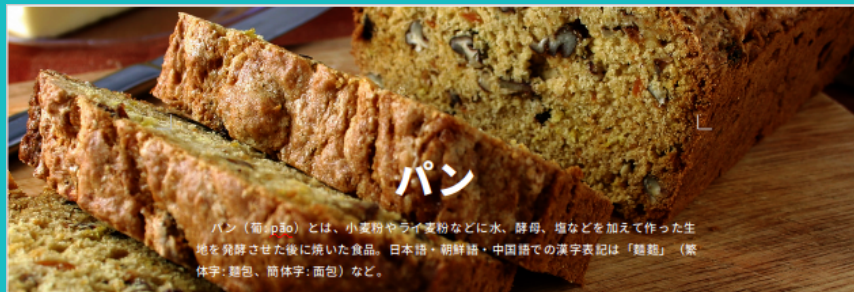 パン
パン（葡:pão）とは、小麦粉やライ麦粉などに水、酵母、塩などを加えて作った生
地を発酵させた後に焼いた食品。日本語・朝鮮語・中国語での漢字表記は「麵麭」（繁
体字:麵包、簡体字:面包）など。